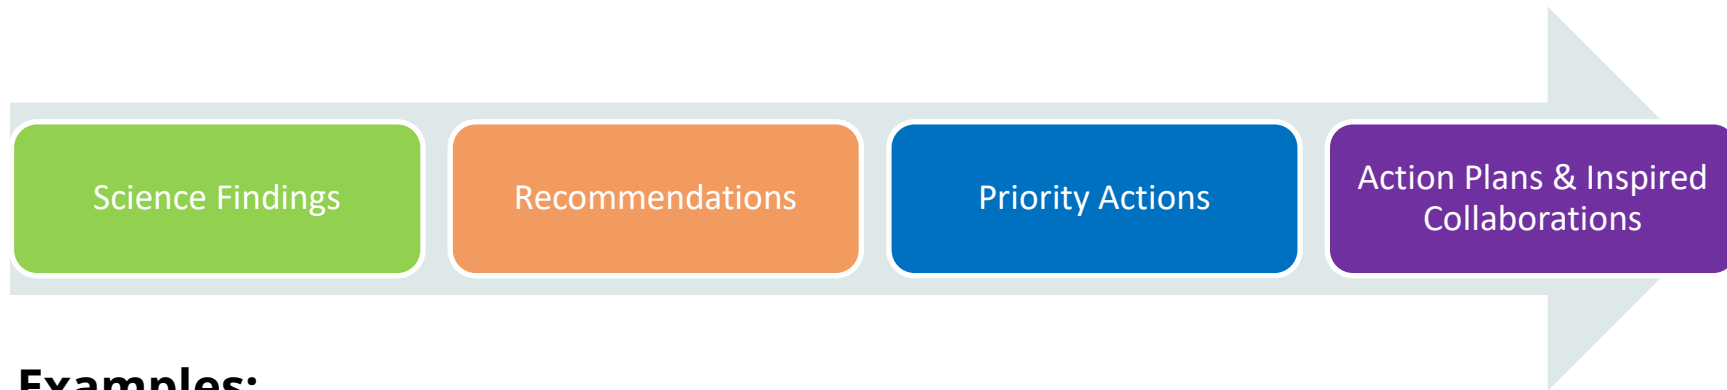 Science Findings
Recommendations
Priority Actions
Action Plans & Inspired
Collaborations
Examples: